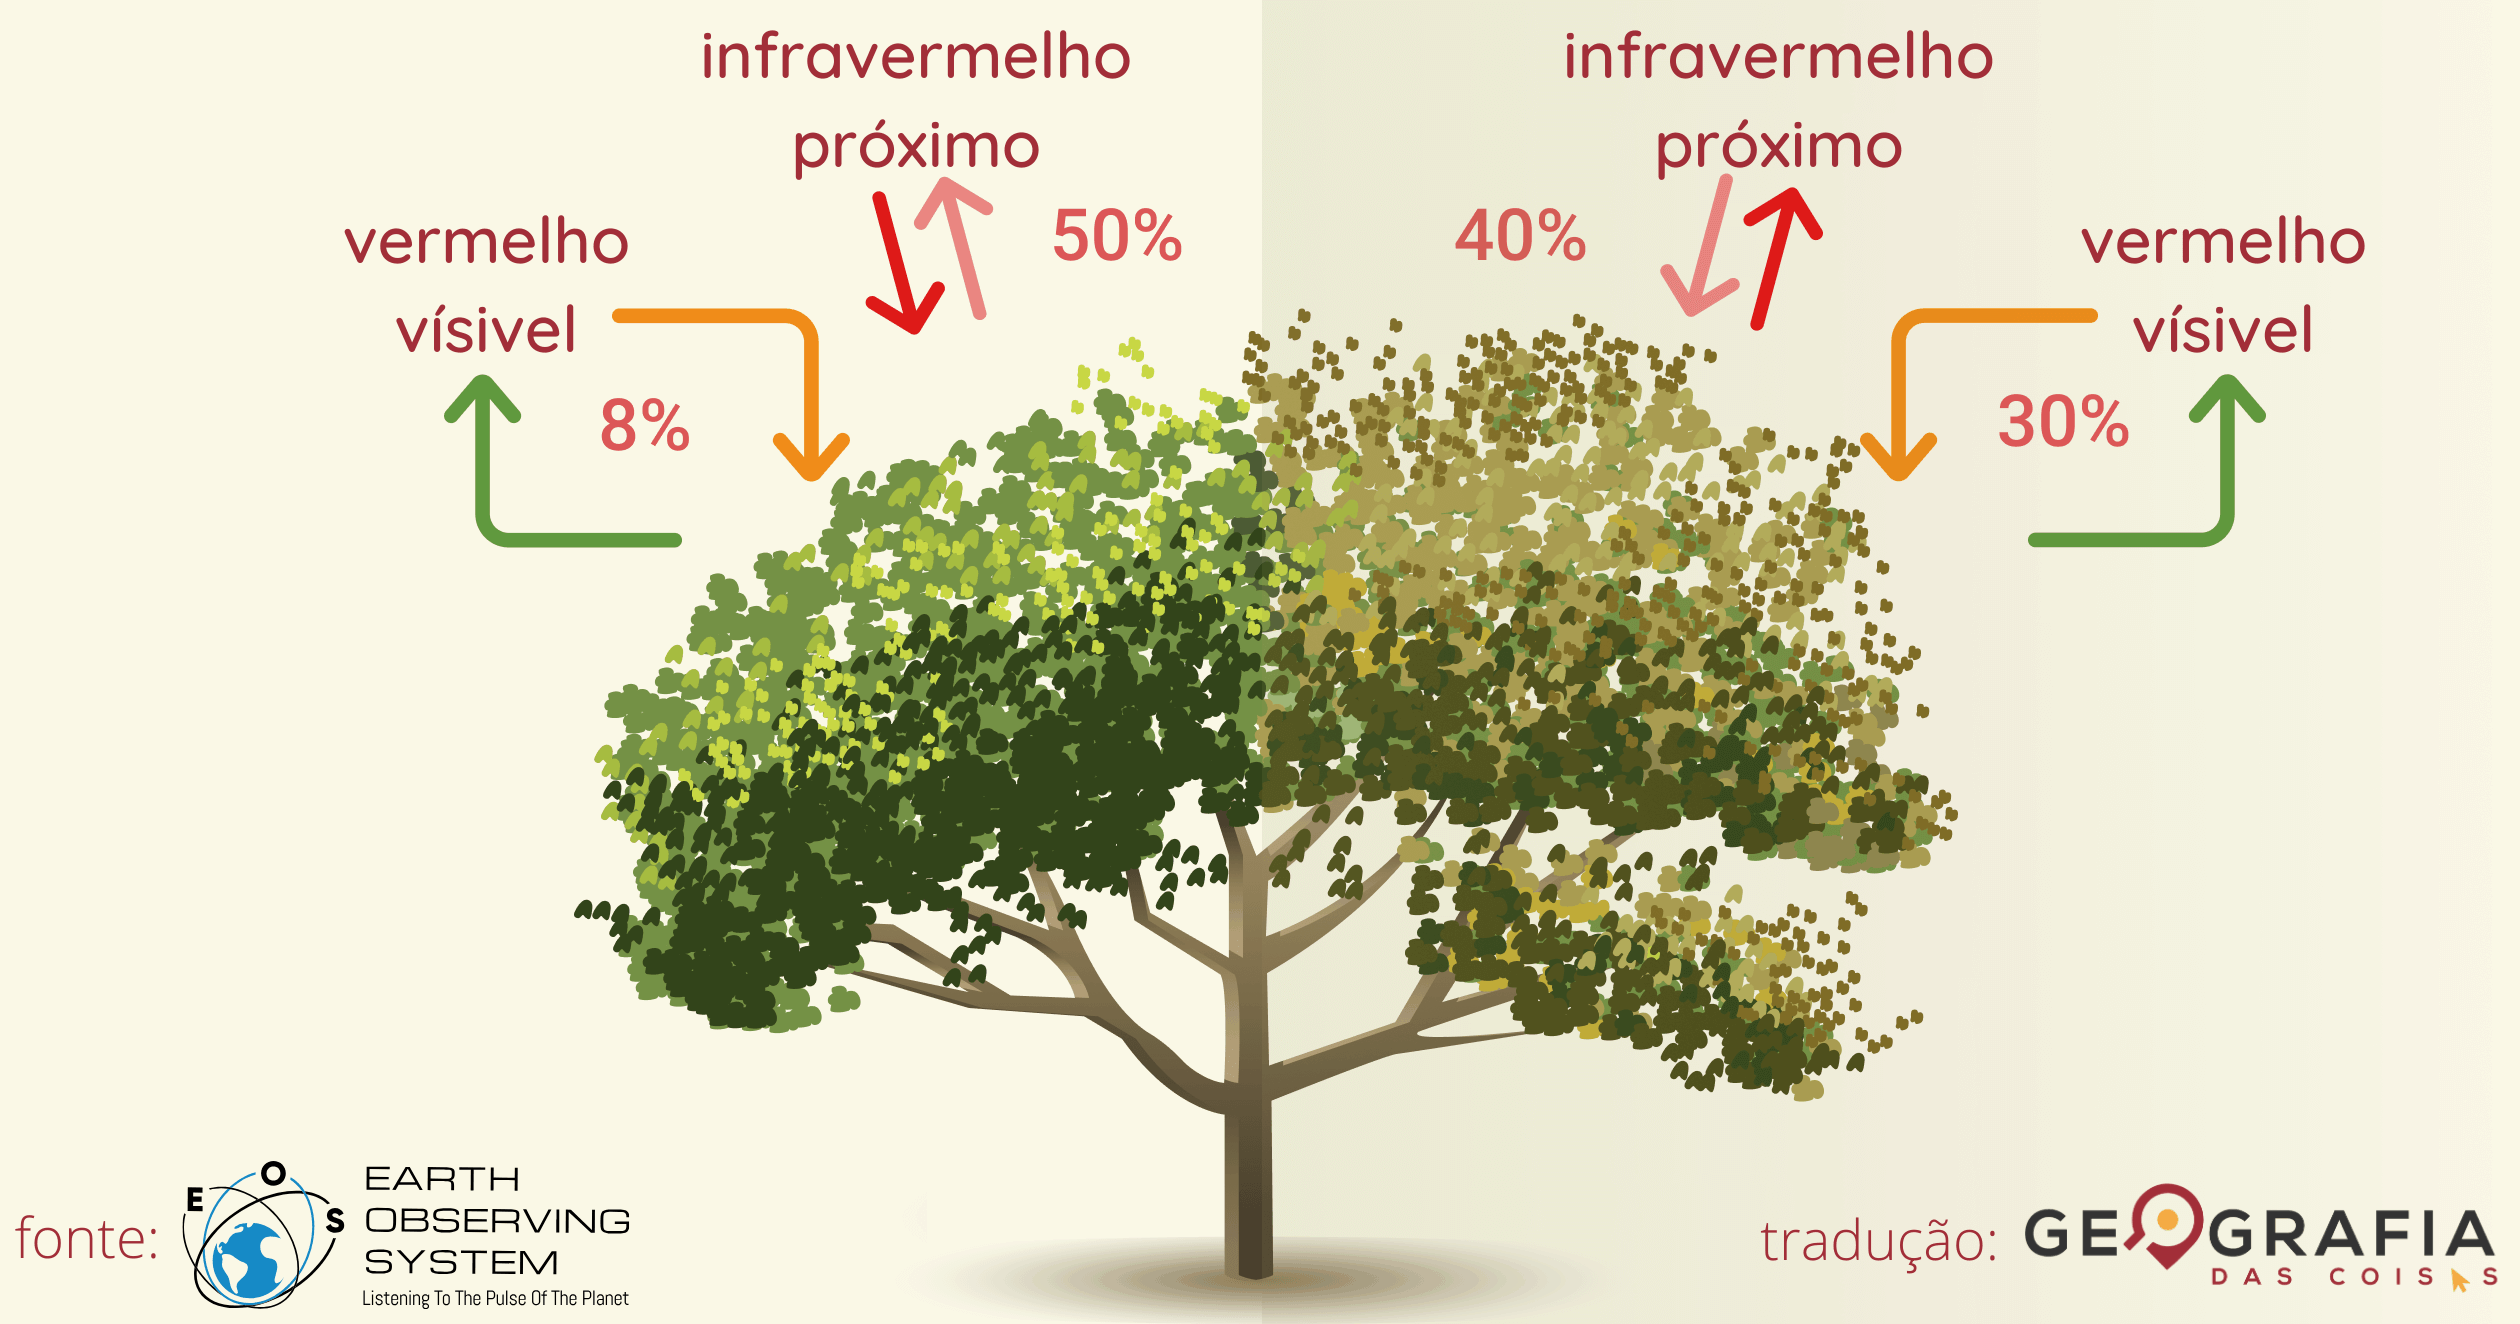 infravermelho
próximo
infravermelho
próximo
50%
40%
vermelho
vísivel
vermelho
vísivel
8%
30%
fonte:
E O S
EARTH
OBSERVING
SYSTEM
Listening To The Pulse Of The Planet
tradução:
GEOGRAFIA
DAS COISAS